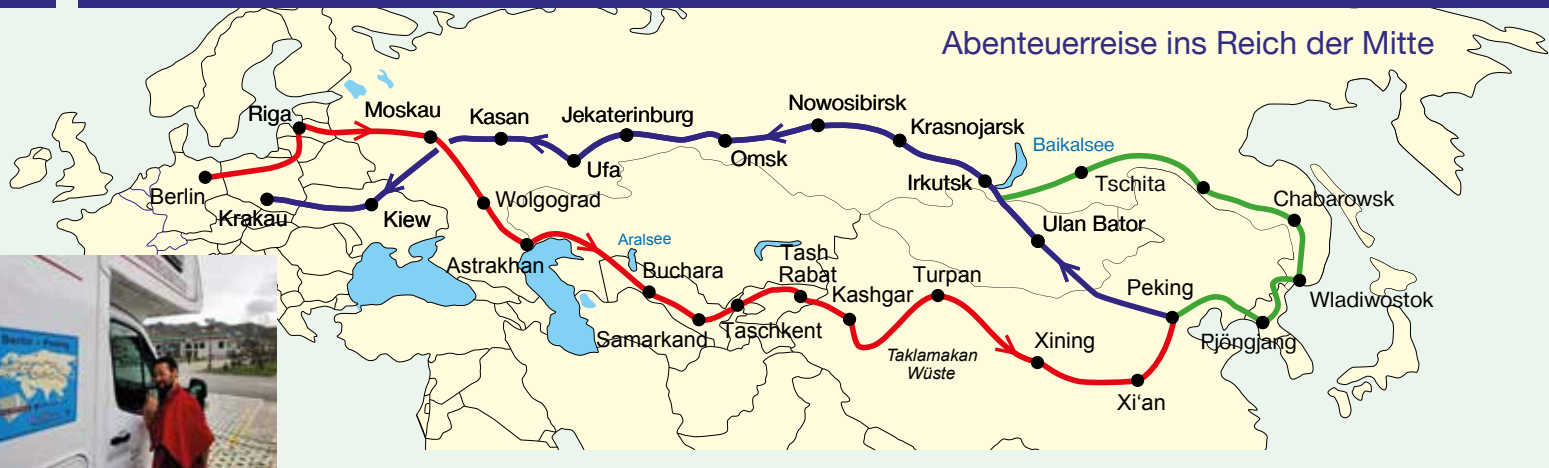 Abenteuerreise ins Reich der Mitte
Riga
Moskau
Kasan
Jekaterinburg
Nowosibirsk
Krasnojarsk
Baikalsee
Berlin
Krakau
Kiew
Wolgograd
Ufa
Omsk
Irkutsk
Tschita
Chabarowsk
Ulan Bator
Astrakhan
Aralsee
Buchara
Tash
Rabat
Kashgar
Turpan
Peking
Wladiwostok
Samarkand
Taschkent
Taklamakan
Wüste
Xining
Pjöngjang
Xi‘an
Berlin - Peking